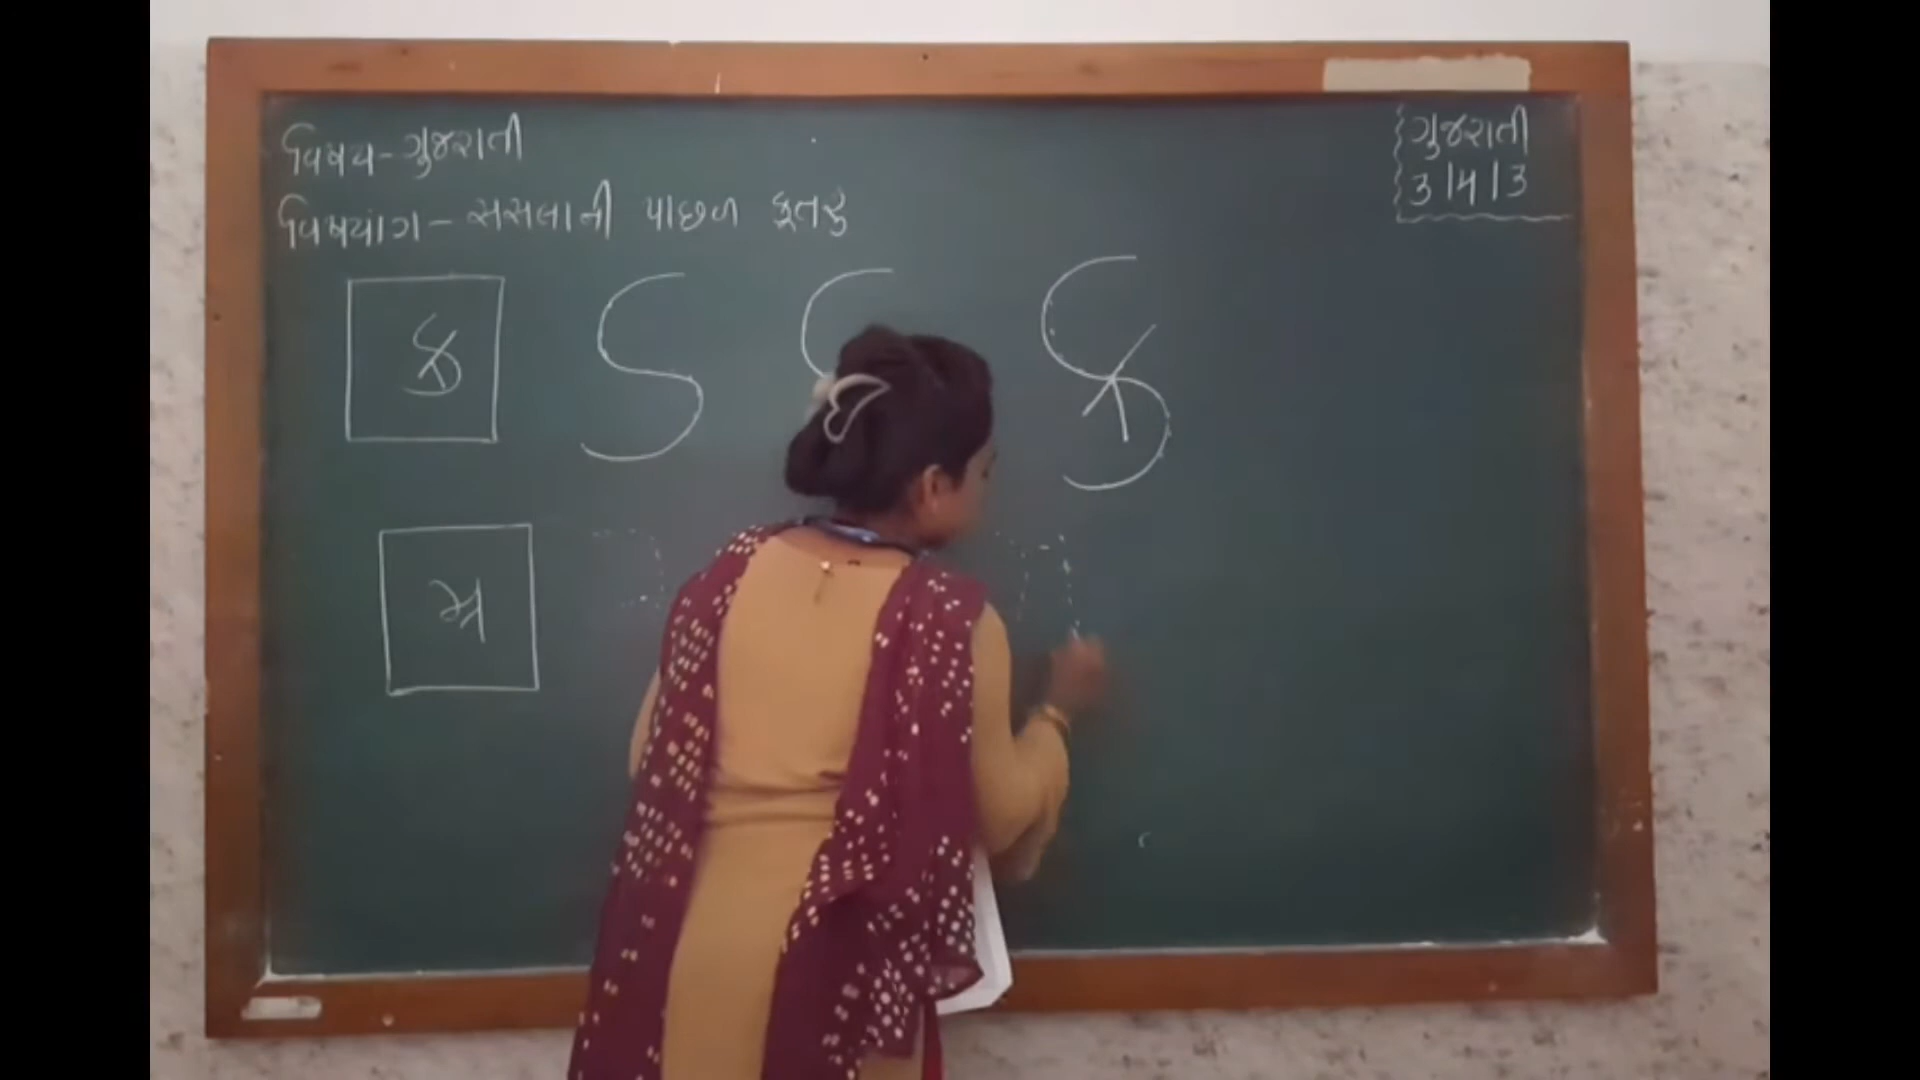 વિષય - ગુજરાતી
વિષયાંગ - સસલાની પાછળ કૂતરું
ગુજરાતી
3/4/3
ક્ર
S
ક્ર
ત્ર